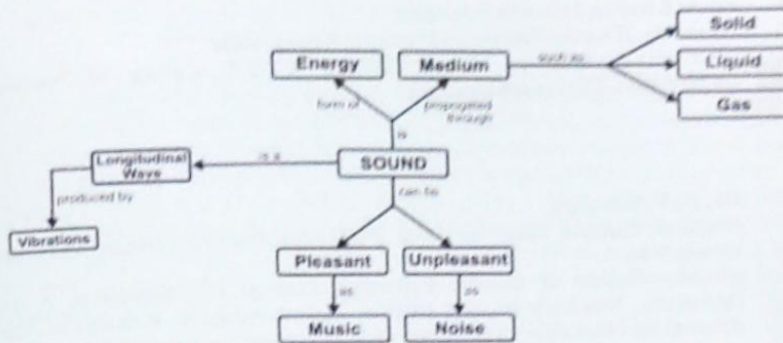 Solid
Energy
Medium
such as
Liquid
form of
propagated
through
Gas
is
Longitudinal
Wave
is a
SOUND
produced by
can be
Vibrations
Pleasant
Unpleasant
as
as
Music
Noise